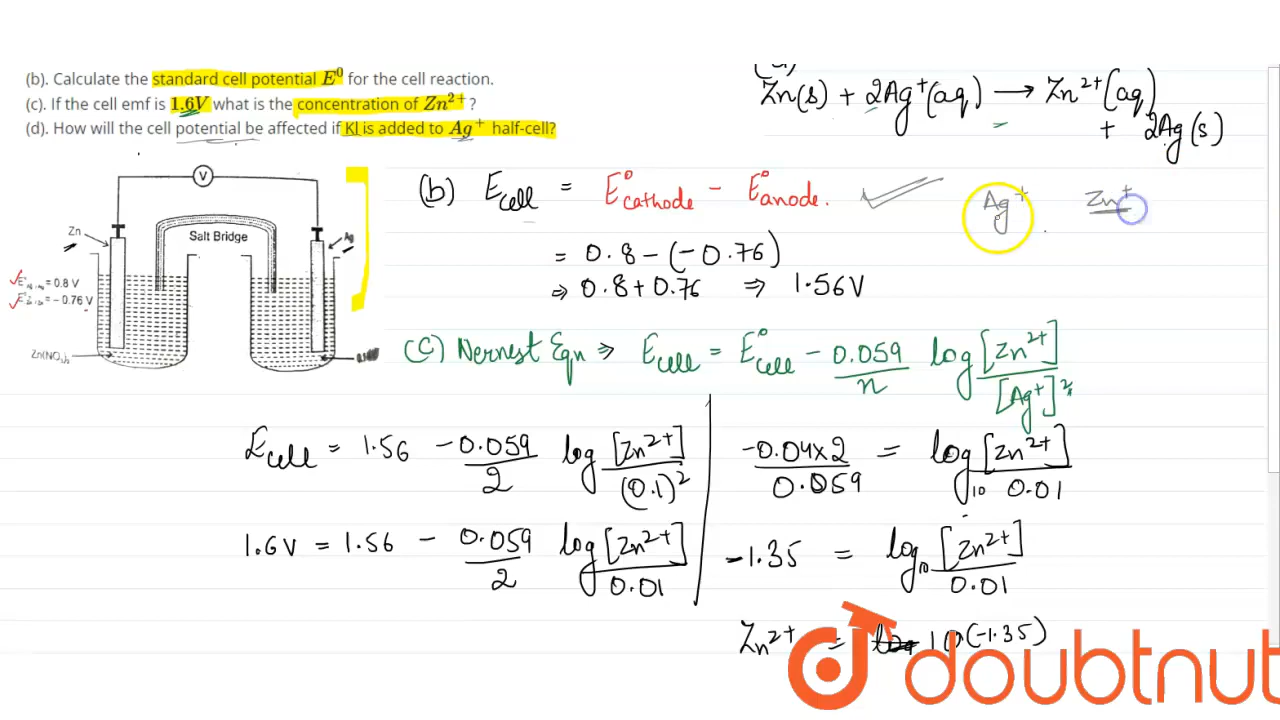 (b). Calculate the standard cell potential E⁰ for the cell reaction.
(c). If the cell emf is 1.6V what is the concentration of Zn²⁺ ?
(d). How will the cell potential be affected if KI is added to Ag⁺ half-cell?
Zn(s) + 2Ag⁺(aq) → Zn²⁺(aq)
+ 2Ag(s)
V
Zn
Salt Bridge
Ag
= 0.8 V
= – 0.76 V
Zn(NO₃)₂
(b) Ecell = E°cathode - E°anode.
Ag⁺ Zn⁺
= 0.8 - (-0.76)
⇒ 0.8 + 0.76 ⇒ 1.56V
(C) Nernest Eqn ⇒ Ecell = E°cell - 0.059/n log [Zn²⁺]/[Ag⁺]²
Ecell = 1.56 - 0.059/2 log [Zn²⁺]/(0.1)²
1.6V = 1.56 - 0.059/2 log [Zn²⁺]/0.01
-0.04×2/0.059 = log₁₀ [Zn²⁺]/0.01
-1.35 = log₁₀ [Zn²⁺]/0.01
Zn²⁺ = 10(-1.35)
doubtnut